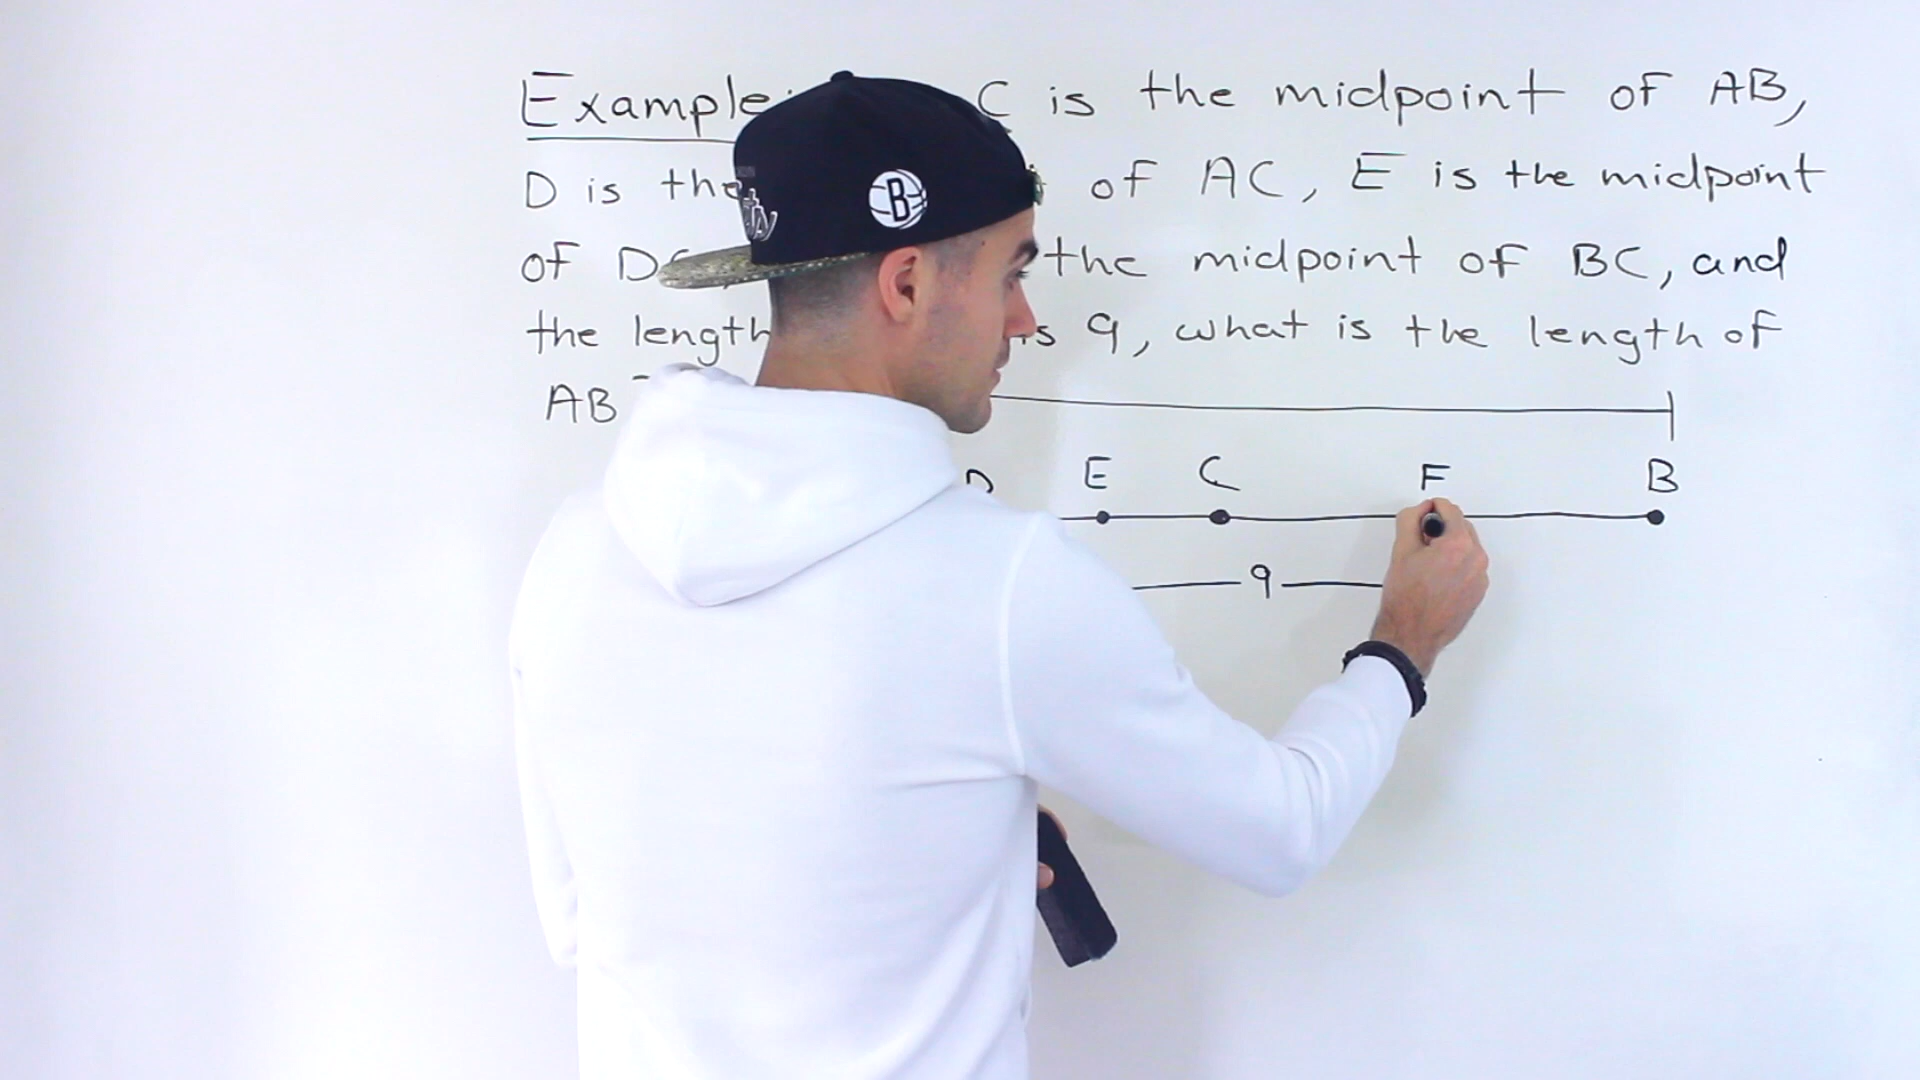 Example: C is the midpoint of AB,
D is the of AC, E is the midpoint
of the midpoint of BC, and
the length is 9, what is the length of
AB
D E C F B
9
B